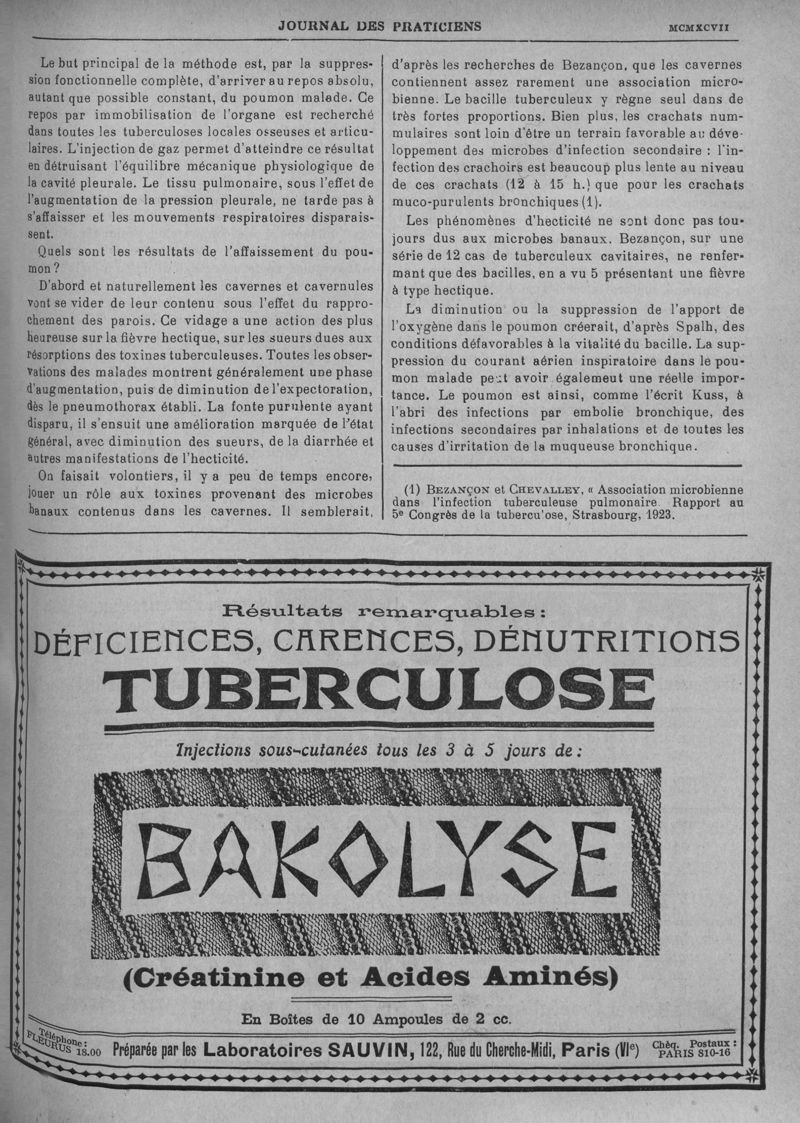 JOURNAL DES PRATICIENS
MCMXCVII
Le but principal de la méthode est, par la suppres-
sion fonctionnelle complète, d'arriver au repos absolu,
autant que possible constant, du poumon malade. Ce
repos par immobilisation de l'organe est recherché
dans toutes les tuberculoses locales osseuses et articu-
laires. L'injection de gaz permet d'atteindre ce résultat
en détruisant l'équilibre mécanique physiologique de
la cavité pleurale. Le tissu pulmonaire, sous l'effet de
l'augmentation de la pression pleurale, ne tarde pas à
s'affaisser et les mouvements respiratoires disparais-
sent.
Quels sont les résultats de l'affaissement du pou-
mon ?
D'abord et naturellement les cavernes et cavernules
vont se vider de leur contenu sous l'effet du rappro-
chement des parois. Ce vidage a une action des plus
heureuse sur la fièvre hectique, sur les sueurs dues aux
résorptions des toxines tuberculeuses. Toutes les obser-
vations des malades montrent généralement une phase
d'augmentation, puis de diminution de l'expectoration,
dès le pneumothorax établi. La fonte purulente ayant
disparu, il s'ensuit une amélioration marquée de l'état
général, avec diminution des sueurs, de la diarrhée et
autres manifestations de l'hecticité.
On faisait volontiers, il y a peu de temps encore,
jouer un rôle aux toxines provenant des microbes
banaux contenus dans les cavernes. Il semblerait,
d'après les recherches de Bezançon, que les cavernes
contiennent assez rarement une association micro-
bienne. Le bacille tuberculeux y règne seul dans de
très fortes proportions. Bien plus, les crachats num-
mulaires sont loin d'être un terrain favorable au déve-
loppement des microbes d'infection secondaire : l'in-
fection des crachoirs est beaucoup plus lente au niveau
de ces crachats (12 à 15 h.) que pour les crachats
muco-purulents bronchiques (1).
Les phénomènes d'hecticité ne sont donc pas tou-
jours dus aux microbes banaux. Bezançon, sur une
série de 12 cas de tuberculeux cavitaires, ne renfer-
mant que des bacilles, en a vu 5 présentant une fièvre
à type hectique.
La diminution ou la suppression de l'apport de
l'oxygène dans le poumon créerait, d'après Spalh, des
conditions défavorables à la vitalité du bacille. La sup-
pression du courant aérien inspiratoire dans le pou-
mon malade peut avoir égalemeut une réelle impor-
tance. Le poumon est ainsi, comme l'écrit Kuss, à
l'abri des infections par embolie bronchique, des
infections secondaires par inhalations et de toutes les
causes d'irritation de la muqueuse bronchique.
(1) BEZANÇON et CHEVALLEY, « Association microbienne
dans l'infection tuberculeuse pulmonaire. Rapport au
5e Congrès de la tubercu'ose, Strasbourg, 1923.
Résultats remarquables :
DÉFICIENCES, CARENCES, DÉNUTRITIONS
TUBERCULOSE
Injections sous-cutanées tous les 3 à 5 jours de :
BAKOLYSE
(Créatinine et Acides Aminés)
En Boîtes de 10 Ampoules de 2 cc.
Téléphone :
FLEURUS 18.00
Préparée par les Laboratoires SAUVIN, 122, Rue du Cherche-Midi, Paris (VIe)
Chèq. Postaux :
PARIS 810-16